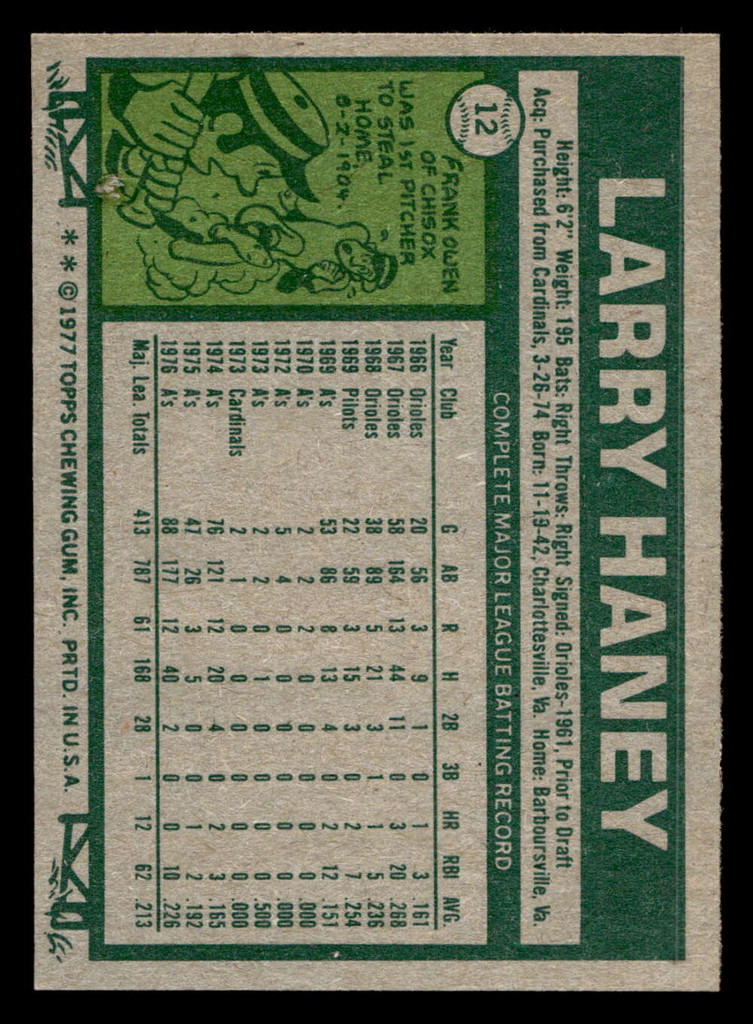 LARRY HANEY
12
Height: 6'2" Weight: 195 Bats: Right Throws: Right Signed: Orioles-1961, Prior to Draft
Acq: Purchased from Cardinals, 3-26-74 Born: 11-19-42, Charlottesville, Va. Home: Barboursville, Va.
FRANK OWEN
OF CHISOX
WAS 1ST PITCHER
TO STEAL
HOME,
8-2-1904.
COMPLETE MAJOR LEAGUE BATTING RECORD
Year Club G AB R H 2B 3B HR RBI AVG.
1966 Orioles 20 56 3 9 1 0 1 3 .161
1967 Orioles 58 164 13 44 11 0 3 20 .268
1968 Orioles 38 89 5 21 3 1 1 5 .236
1969 Pilots 22 59 3 15 3 0 2 7 .254
1969 A's 53 86 8 13 4 0 2 12 .151
1970 A's 2 2 2 0 0 0 0 0 .000
1972 A's 5 4 0 0 0 0 0 0 .000
1973 A's 2 2 0 1 0 0 0 0 .500
1973 Cardinals 2 1 0 0 0 0 0 0 .000
1974 A's 76 121 12 20 4 0 2 3 .165
1975 A's 47 26 3 5 0 0 1 2 .192
1976 A's 88 177 12 40 2 0 0 10 .226
Maj. Lea. Totals 413 787 61 168 28 1 12 62 .213
** © 1977 TOPPS CHEWING GUM, INC. PRTD. IN U.S.A.